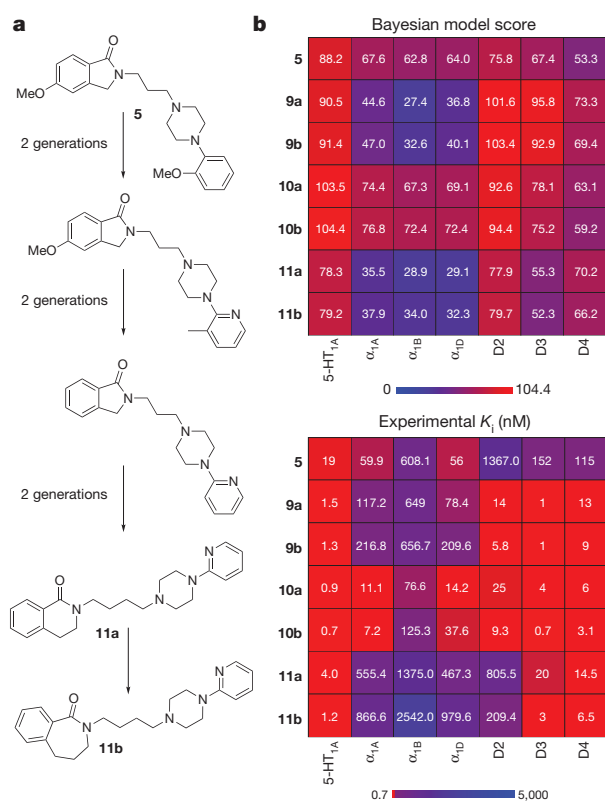 a
O
N
MeO
5
N
N
MeO
2 generations
O
N
MeO
N
N
N
2 generations
O
N
N
N
N
2 generations
O
N
N
N
N
11a
O
N
N
N
N
11b
b
Bayesian model score
5 88.2 67.6 62.8 64.0 75.8 67.4 53.3
9a 90.5 44.6 27.4 36.8 101.6 95.8 73.3
9b 91.4 47.0 32.6 40.1 103.4 92.9 69.4
10a 103.5 74.4 67.3 69.1 92.6 78.1 63.1
10b 104.4 76.8 72.4 72.4 94.4 75.2 59.2
11a 78.3 35.5 28.9 29.1 77.9 55.3 70.2
11b 79.2 37.9 34.0 32.3 79.7 52.3 66.2
5-HT1A α1A α1B α1D D2 D3 D4
0 104.4
Experimental Ki (nM)
5 19 59.9 608.1 56 1367.0 152 115
9a 1.5 117.2 649 78.4 14 1 13
9b 1.3 216.8 656.7 209.6 5.8 1 9
10a 0.9 11.1 76.6 14.2 25 4 6
10b 0.7 7.2 125.3 37.6 9.3 0.7 3.1
11a 4.0 555.4 1375.0 467.3 805.5 20 14.5
11b 1.2 866.6 2542.0 979.6 209.4 3 6.5
5-HT1A α1A α1B α1D D2 D3 D4
0.7 5,000